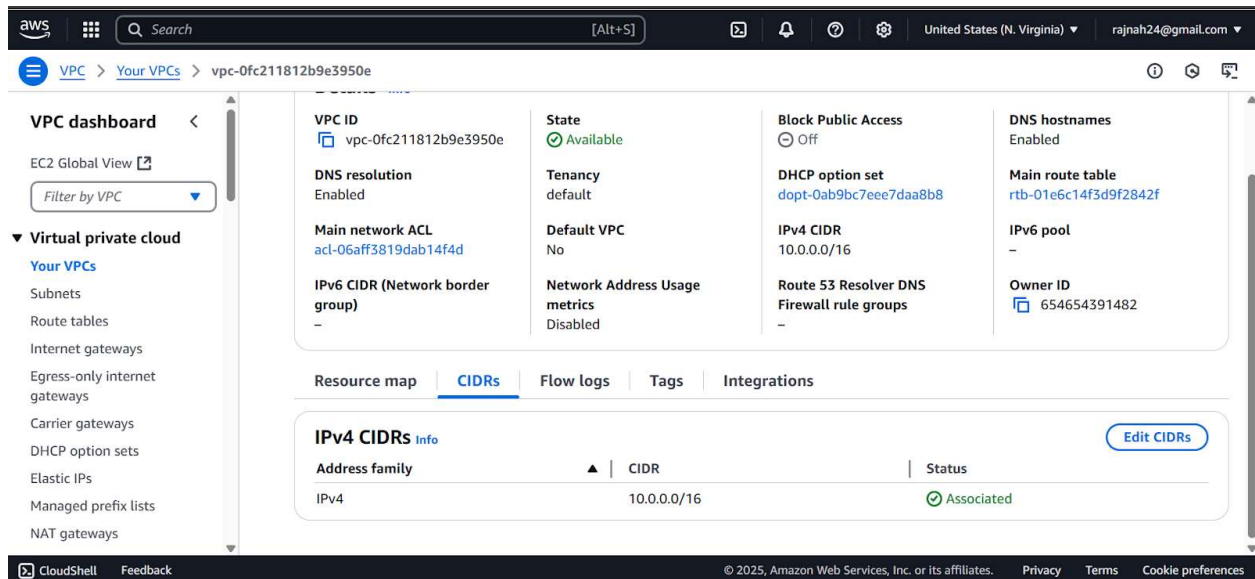 aws
Search [Alt+S] United States (N. Virginia) ▼ rajnah24@gmail.com ▼
VPC > Your VPCs > vpc-0fc211812b9e3950e
Details Info
VPC dashboard <
EC2 Global View
Filter by VPC ▼
▼ Virtual private cloud
Your VPCs
Subnets
Route tables
Internet gateways
Egress-only internet
gateways
Carrier gateways
DHCP option sets
Elastic IPs
Managed prefix lists
NAT gateways
VPC ID State Block Public Access DNS hostnames
vpc-0fc211812b9e3950e Available Off Enabled
DNS resolution Tenancy DHCP option set Main route table
Enabled default dopt-0ab9bc7eee7daa8b8 rtb-01e6c14f3d9f2842f
Main network ACL Default VPC IPv4 CIDR IPv6 pool
acl-06aff3819dab14f4d No 10.0.0.0/16 –
IPv6 CIDR (Network border Network Address Usage Route 53 Resolver DNS Owner ID
group) metrics Firewall rule groups 654654391482
– Disabled –
Resource map CIDRs Flow logs Tags Integrations
IPv4 CIDRs Info Edit CIDRs
Address family ▲ CIDR Status
IPv4 10.0.0.0/16 Associated
CloudShell Feedback © 2025, Amazon Web Services, Inc. or its affiliates. Privacy Terms Cookie preferences